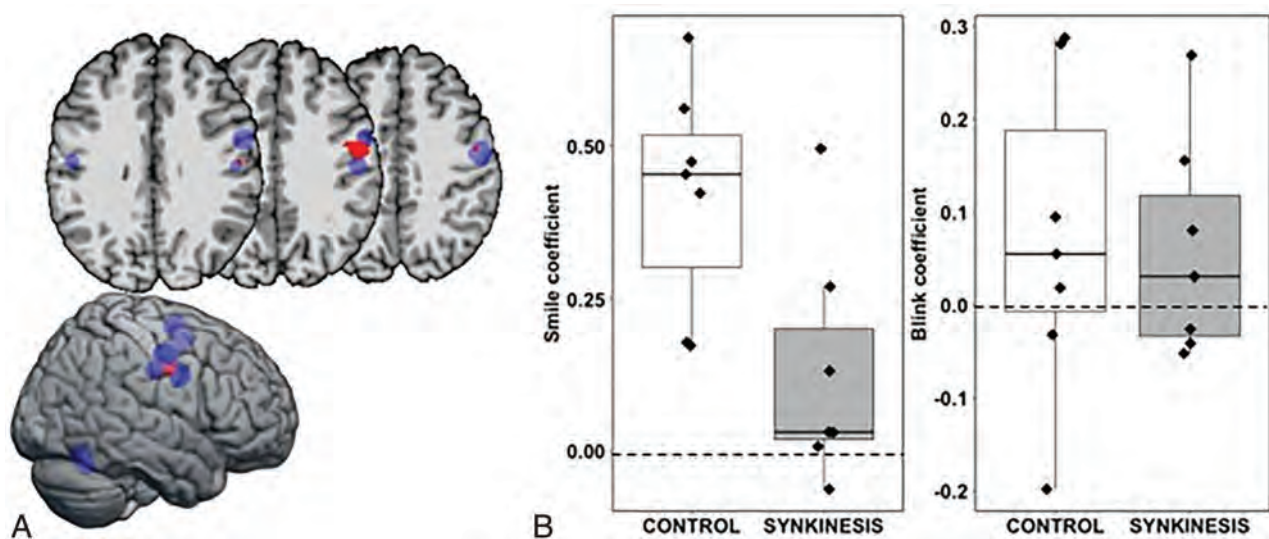 A
B
Smile coefficient
0.50
0.25
0.00
CONTROL SYNKINESIS
Blink coefficient
0.3
0.2
0.1
0.0
-0.1
-0.2
CONTROL SYNKINESIS